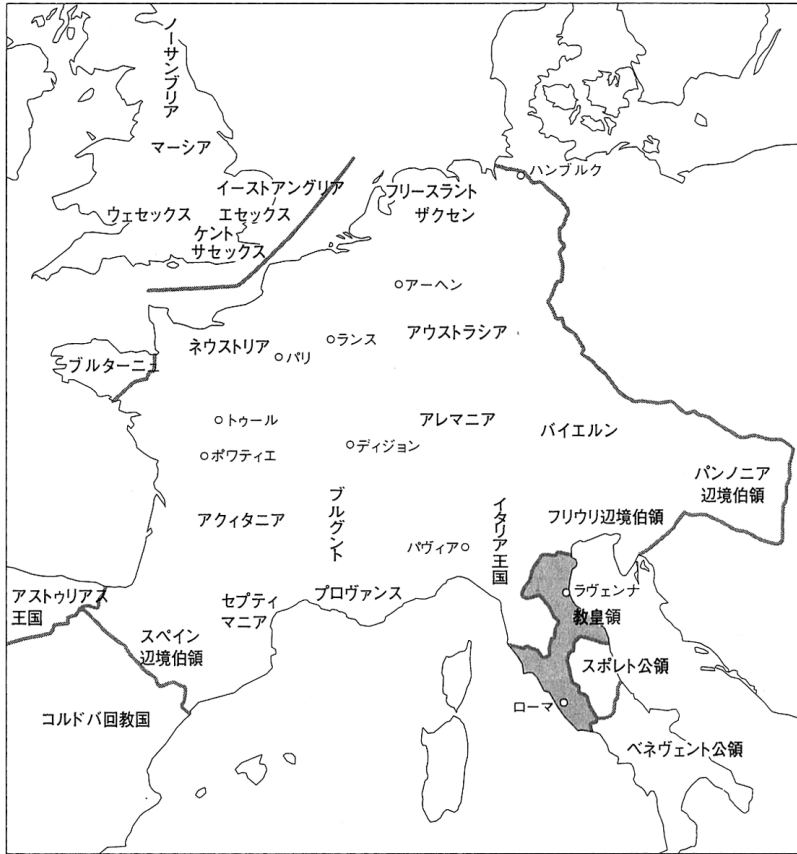 ノーサンブリア
マーシア
イーストアングリア
ウェセックス
エセックス
ケント
サセックス
フリースラント
ザクセン
ハンブルク
アーヘン
アウストラシア
ネウストリア
ランス
パリ
ブルターニュ
トゥール
ポワティエ
ディジョン
アレマニア
バイエルン
パンノニア
辺境伯領
アクィタニア
ブルグント
パヴィア
イタリア王国
フリウリ辺境伯領
アストゥリアス
王国
セプティ
マニア
プロヴァンス
ラヴェンナ
教皇領
スペイン
辺境伯領
スポレト公領
コルドバ回教国
ローマ
ベネヴェント公領